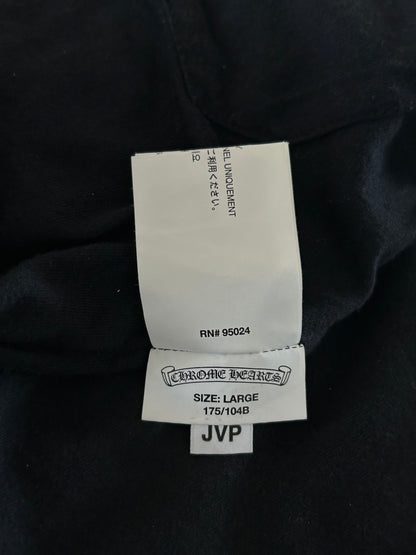 NEL UNIQUEMENT
ご利用ください。
RN# 95024
CHROME HEARTS
SIZE: LARGE
175/104B
JVP